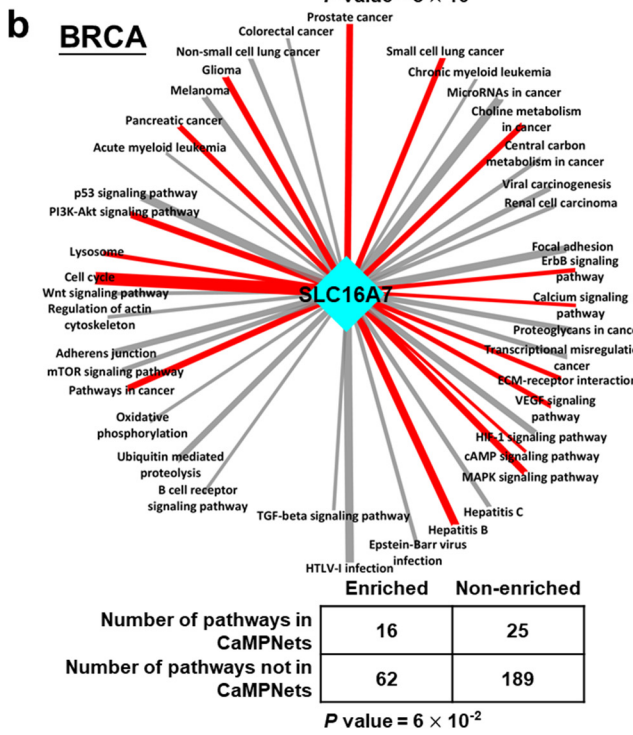 b
BRCA
Prostate cancer
Colorectal cancer
Non-small cell lung cancer
Glioma
Melanoma
Pancreatic cancer
Acute myeloid leukemia
p53 signaling pathway
PI3K-Akt signaling pathway
Lysosome
Cell cycle
Wnt signaling pathway
Regulation of actin
cytoskeleton
Adherens junction
mTOR signaling pathway
Pathways in cancer
Oxidative
phosphorylation
Ubiquitin mediated
proteolysis
B cell receptor
signaling pathway
TGF-beta signaling pathway
HTLV-I infection
Small cell lung cancer
Chronic myeloid leukemia
MicroRNAs in cancer
Choline metabolism
in cancer
Central carbon
metabolism in cancer
Viral carcinogenesis
Renal cell carcinoma
Focal adhesion
ErbB signaling
pathway
Calcium signaling
pathway
Proteoglycans in cance
Transcriptional misregulatio
cancer
ECM-receptor interaction
VEGF signaling
pathway
HIF-1 signaling pathway
cAMP signaling pathway
MAPK signaling pathway
Hepatitis C
Hepatitis B
Epstein-Barr virus
infection
SLC16A7
Enriched Non-enriched
Number of pathways in
CaMPNets
16 25
Number of pathways not in
CaMPNets
62 189
P value = 6 × 10-2